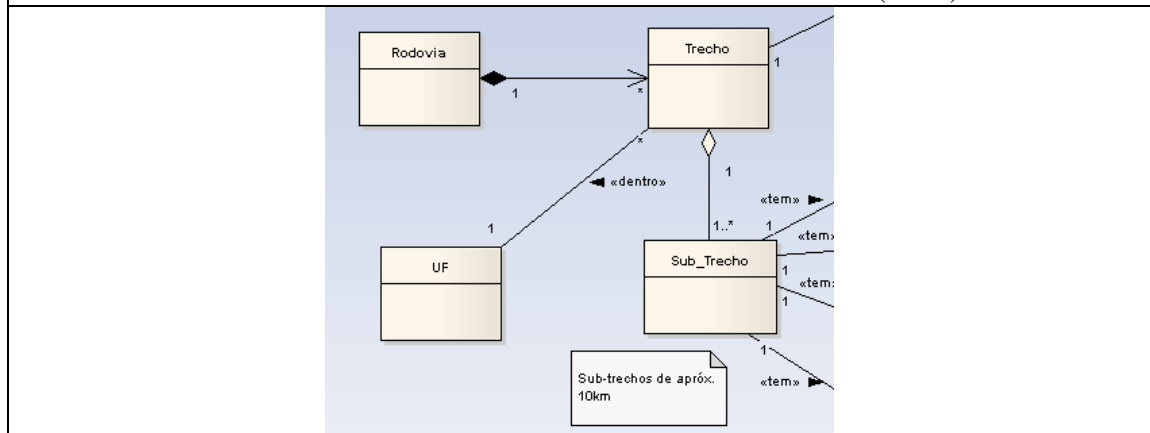 Rodovia
Trecho
1
1
*
*
«dentro»
1
«tem»
1
1..*
1
«tem»
UF
Sub_Trecho
1
«tem»
1
Sub-trechos de apróx.
10km
1
«tem»